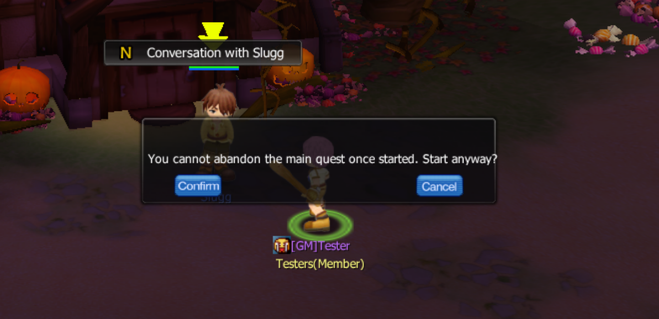 N Conversation with Slugg
You cannot abandon the main quest once started. Start anyway?
Confirm
Cancel
Slugg
[GM]Tester
Testers(Member)